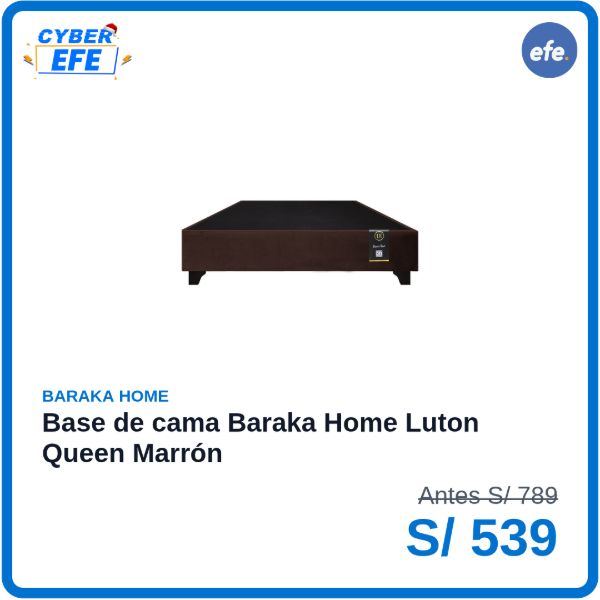 CYBER
EFE
efe.
BARAKA HOME
Base de cama Baraka Home Luton
Queen Marrón
Antes S/ 789
S/ 539